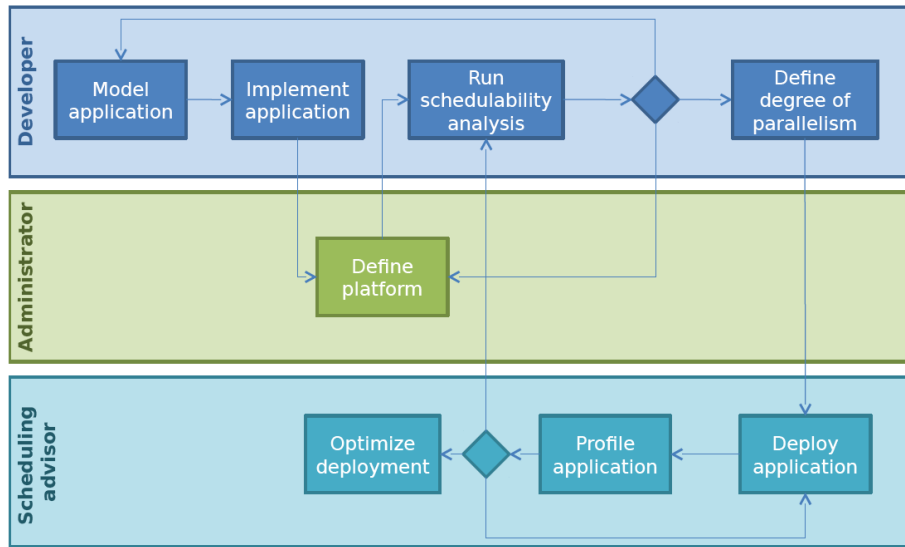 Developer
Model
application
Implement
application
Run
schedulability
analysis
Define
degree of
parallelism
Administrator
Define
platform
Scheduling
advisor
Optimize
deployment
Profile
application
Deploy
application